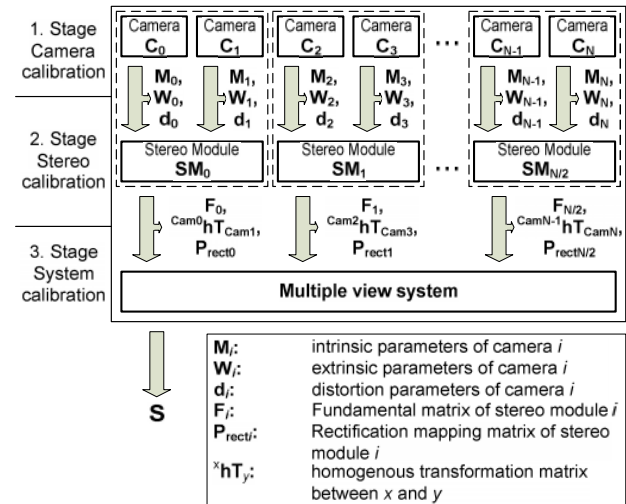 1. Stage
Camera
calibration
Camera
C0
Camera
C1
Camera
C2
Camera
C3
...
Camera
CN-1
Camera
CN
M0,
W0,
d0
M1,
W1,
d1
M2,
W2,
d2
M3,
W3,
d3
MN-1
WN-1,
dN-1
MN,
WN,
dN
2. Stage
Stereo
calibration
Stereo Module
SM0
Stereo Module
SM1
...
Stereo Module
SMN/2
F0,
Cam0hTCam1,
Prect0
F1,
Cam2hTCam3,
Prect1
FN/2,
CamN-1hTCamN,
PrectN/2
3. Stage
System
calibration
Multiple view system
S
Mi: intrinsic parameters of camera i
Wi: extrinsic parameters of camera i
di: distortion parameters of camera i
Fi: Fundamental matrix of stereo module i
Precti: Rectification mapping matrix of stereo
module i
xhTy: homogenous transformation matrix
between x and y